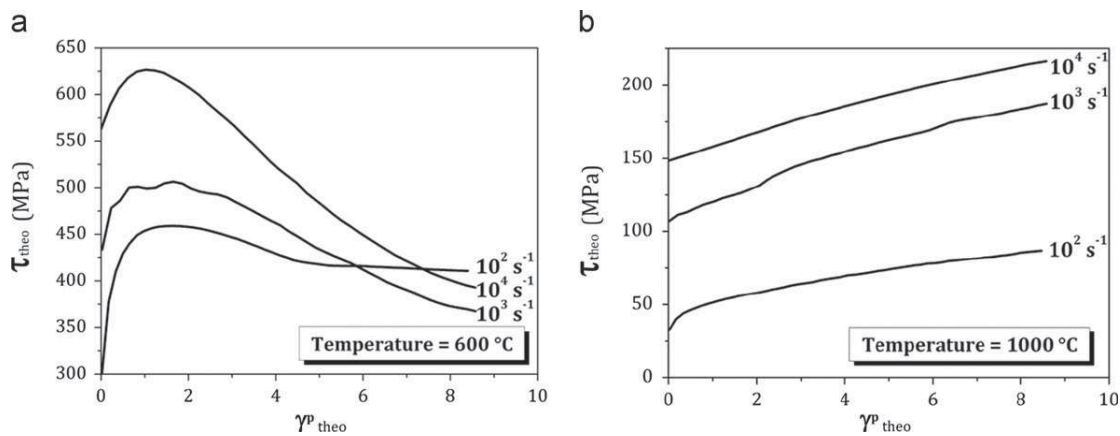 a
650
600
550
500
450
400
350
300
τ theo (MPa)
10² s⁻¹
10⁴ s⁻¹
10³ s⁻¹
Temperature = 600 °C
0 2 4 6 8 10
γᵖ theo
b
200
150
100
50
0
τ theo (MPa)
10⁴ s⁻¹
10³ s⁻¹
10² s⁻¹
Temperature = 1000 °C
0 2 4 6 8 10
γᵖ theo